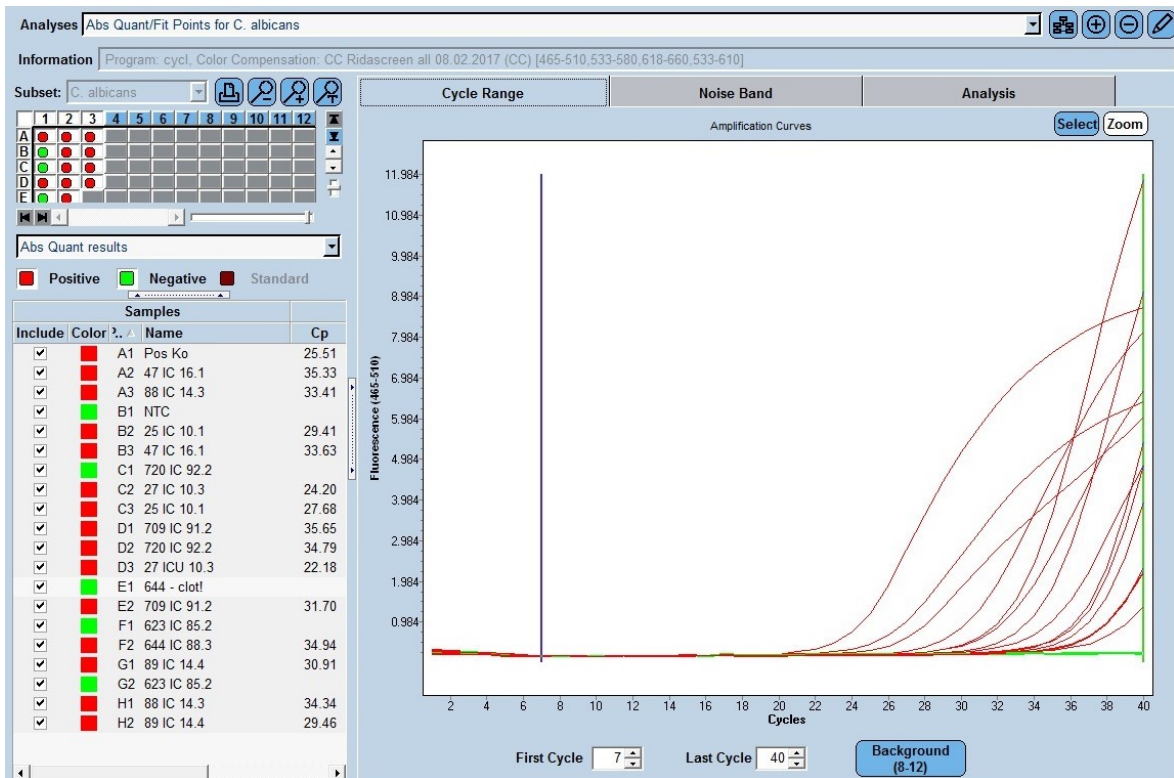 Analyses Abs Quant/Fit Points for C. albicans
Information Program: cycl, Color Compensation: CC Ridascreen all 08.02.2017 (CC) [465-510,533-580,618-660,533-610]
Subset: C. albicans
1 2 3 4 5 6 7 8 9 10 11 12
A
B
C
D
E
Abs Quant results
Positive Negative Standard
Samples
Include Color Name Cp
A1 Pos Ko 25.51
A2 47 IC 16.1 35.33
A3 88 IC 14.3 33.41
B1 NTC
B2 25 IC 10.1 29.41
B3 47 IC 16.1 33.63
C1 720 IC 92.2
C2 27 IC 10.3 24.20
C3 25 IC 10.1 27.68
D1 709 IC 91.2 35.65
D2 720 IC 92.2 34.79
D3 27 ICU 10.3 22.18
E1 644 - clot!
E2 709 IC 91.2 31.70
F1 623 IC 85.2
F2 644 IC 88.3 34.94
G1 89 IC 14.4 30.91
G2 623 IC 85.2
H1 88 IC 14.3 34.34
H2 89 IC 14.4 29.46
Cycle Range Noise Band Analysis
Amplification Curves
Select Zoom
Fluorescence (465-510)
11.984
10.984
9.984
8.984
7.984
6.984
5.984
4.984
3.984
2.984
1.984
0.984
2 4 6 8 10 12 14 16 18 20 22 24 26 28 30 32 34 36 38 40
Cycles
First Cycle 7 Last Cycle 40
Background
(8-12)